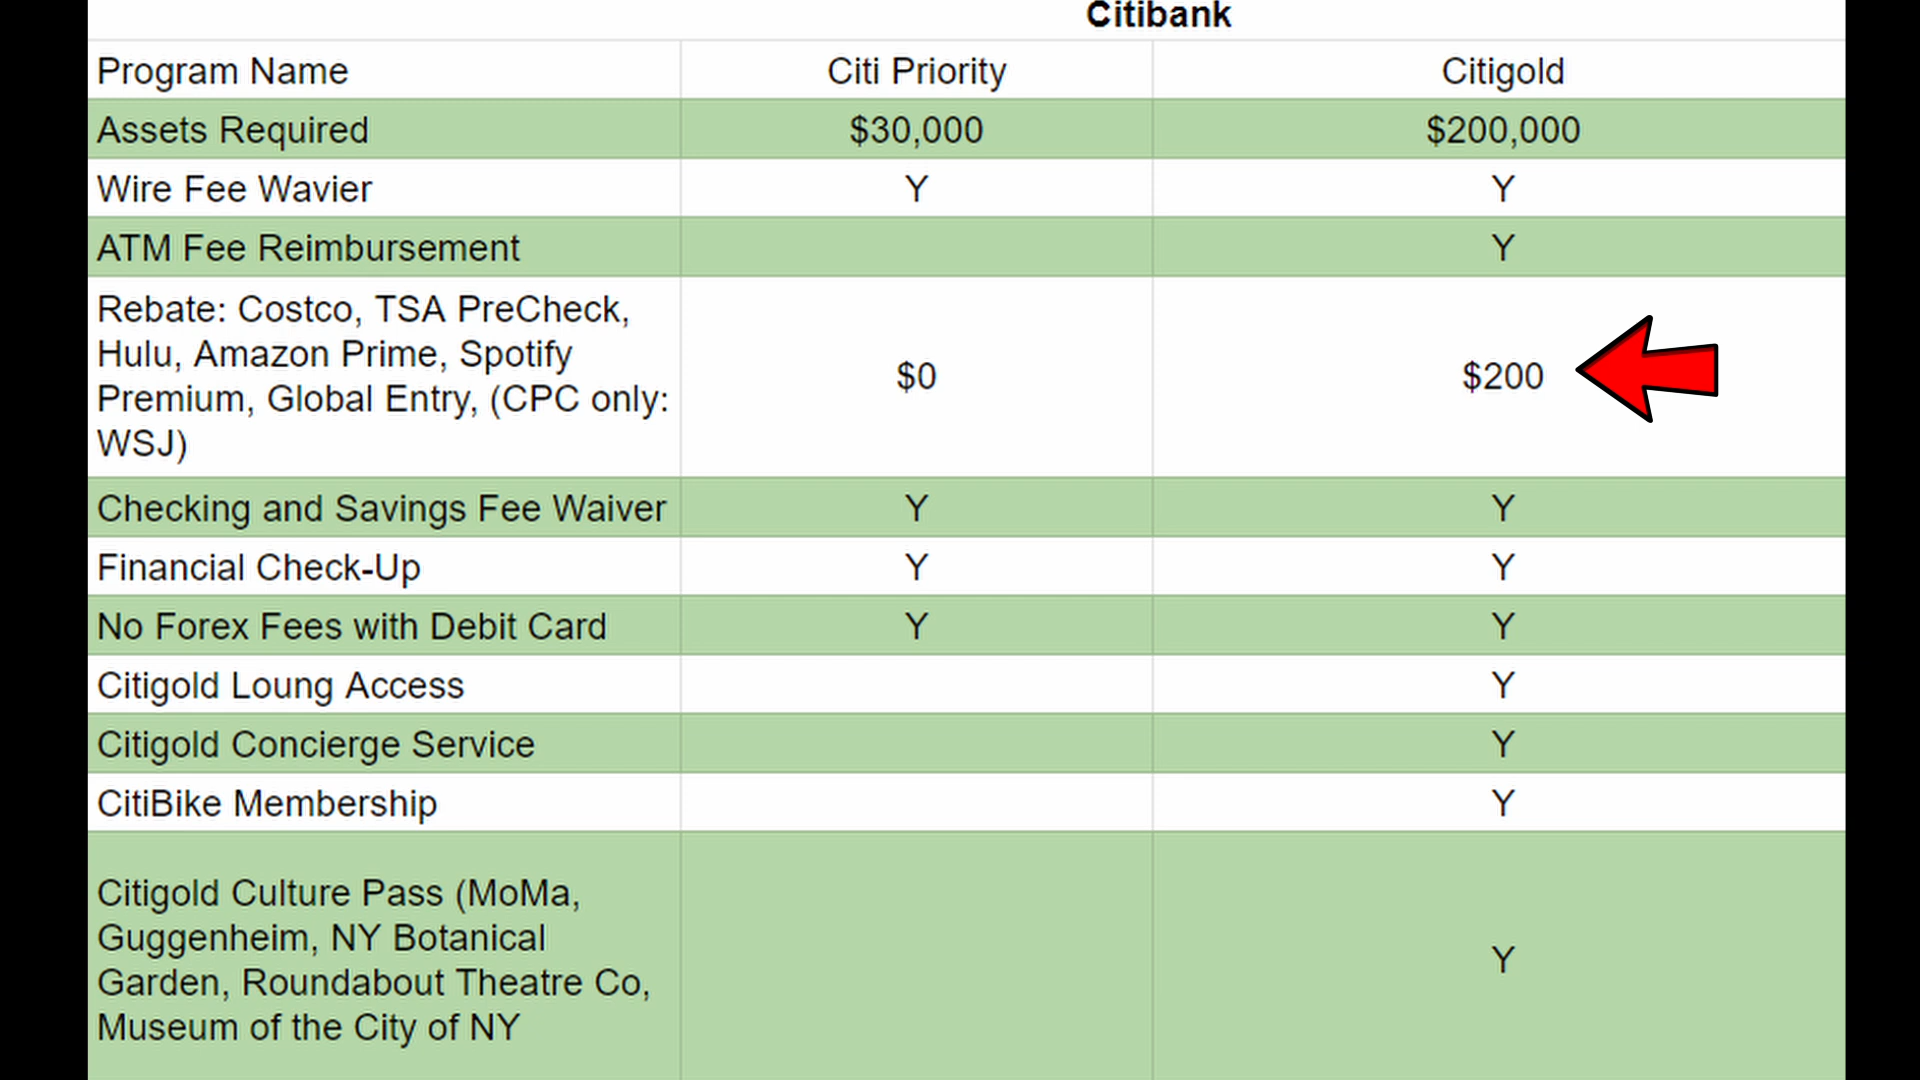 Citibank
Program Name Citi Priority Citigold
Assets Required $30,000 $200,000
Wire Fee Wavier Y Y
ATM Fee Reimbursement Y
Rebate: Costco, TSA PreCheck,
Hulu, Amazon Prime, Spotify
Premium, Global Entry, (CPC only:
WSJ)
$0 $200
Checking and Savings Fee Waiver Y Y
Financial Check-Up Y Y
No Forex Fees with Debit Card Y Y
Citigold Loung Access Y
Citigold Concierge Service Y
CitiBike Membership Y
Citigold Culture Pass (MoMa,
Guggenheim, NY Botanical
Garden, Roundabout Theatre Co,
Museum of the City of NY
Y